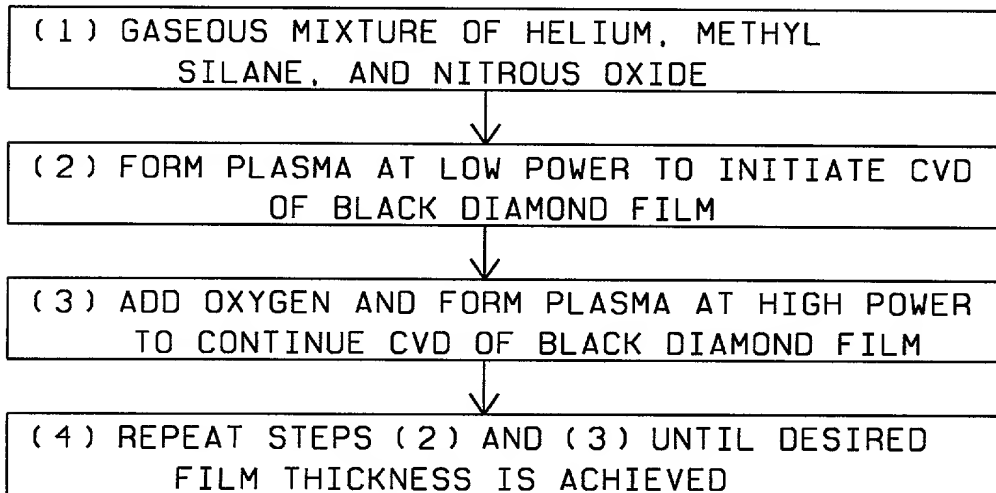 (1) GASEOUS MIXTURE OF HELIUM, METHYL
SILANE, AND NITROUS OXIDE
(2) FORM PLASMA AT LOW POWER TO INITIATE CVD
OF BLACK DIAMOND FILM
(3) ADD OXYGEN AND FORM PLASMA AT HIGH POWER
TO CONTINUE CVD OF BLACK DIAMOND FILM
(4) REPEAT STEPS (2) AND (3) UNTIL DESIRED
FILM THICKNESS IS ACHIEVED